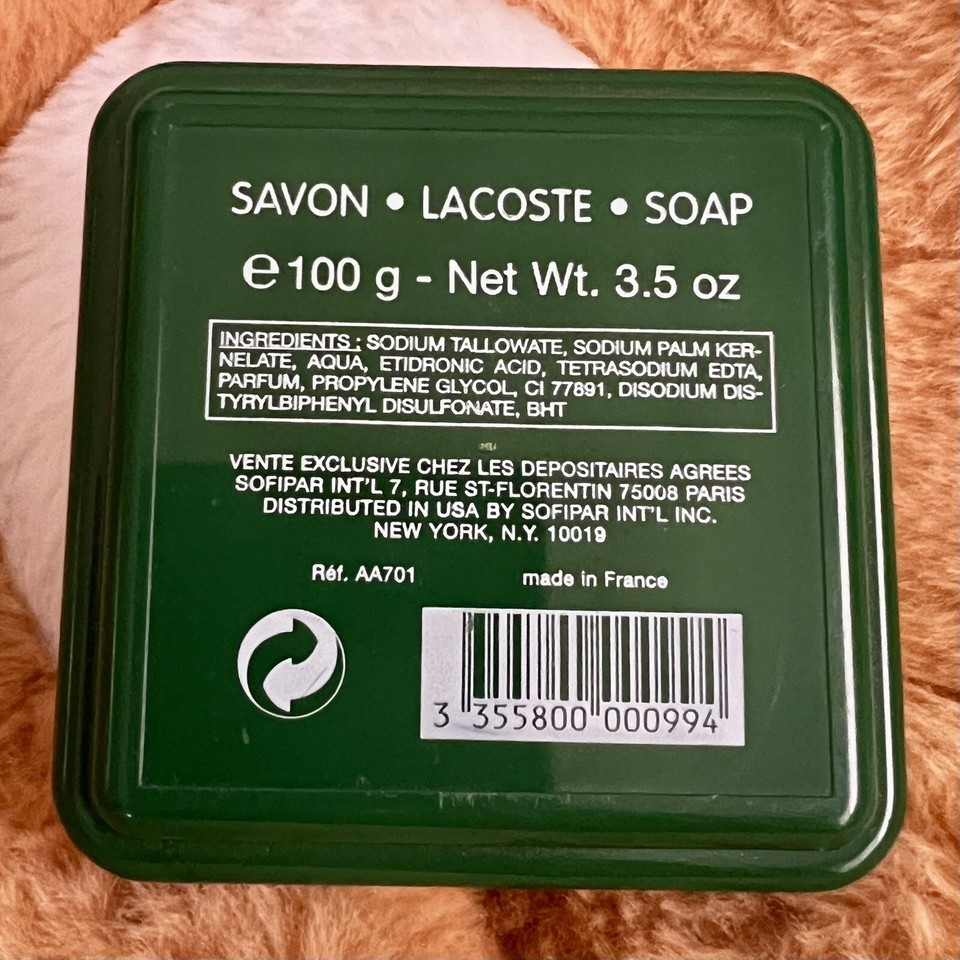 SAVON • LACOSTE • SOAP
℮100 g - Net Wt. 3.5 oz
INGREDIENTS : SODIUM TALLOWATE, SODIUM PALM KER-
NELATE, AQUA, ETIDRONIC ACID, TETRASODIUM EDTA,
PARFUM, PROPYLENE GLYCOL, CI 77891, DISODIUM DIS-
TYRYLBIPHENYL DISULFONATE, BHT
VENTE EXCLUSIVE CHEZ LES DEPOSITAIRES AGREES
SOFIPAR INT'L 7, RUE ST-FLORENTIN 75008 PARIS
DISTRIBUTED IN USA BY SOFIPAR INT'L INC.
NEW YORK, N.Y. 10019
Réf. AA701 made in France
3 355800 000994